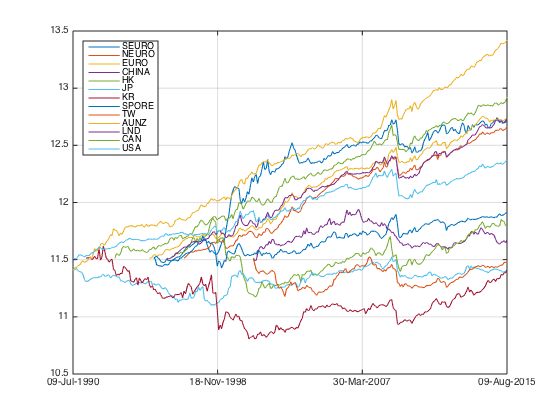 13.5
13
12.5
12
11.5
11
10.5
09-Jul-1990
18-Nov-1998
30-Mar-2007
09-Aug-2015
SEURO
NEURO
EURO
CHINA
HK
JP
KR
SPORE
TW
AUNZ
LND
CAN
USA